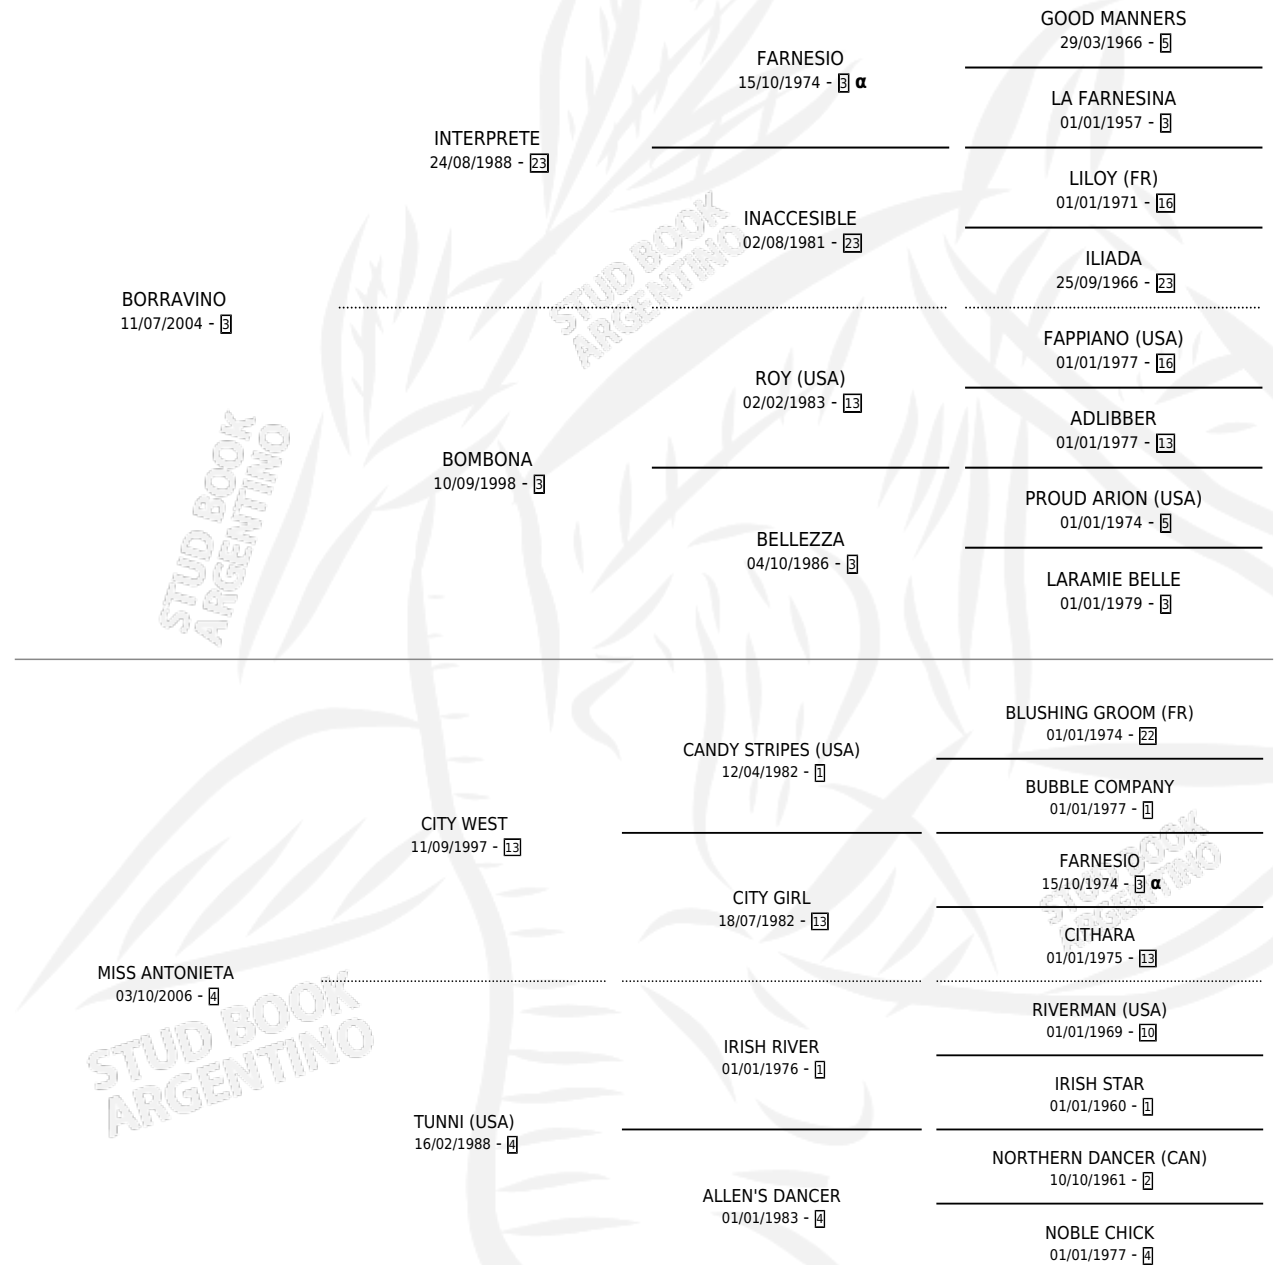 GOOD MANNERS
29/03/1966 - 5
FARNESIO
15/10/1974 - 3 α
LA FARNESINA
01/01/1957 - 3
INTERPRETE
24/08/1988 - 23
LILOY (FR)
01/01/1971 - 16
INACCESIBLE
02/08/1981 - 23
ILIADA
25/09/1966 - 23
BORRAVINO
11/07/2004 - 3
FAPPIANO (USA)
01/01/1977 - 16
ROY (USA)
02/02/1983 - 13
ADLIBBER
01/01/1977 - 13
BOMBONA
10/09/1998 - 3
PROUD ARION (USA)
01/01/1974 - 5
BELLEZZA
04/10/1986 - 3
LARAMIE BELLE
01/01/1979 - 3
BLUSHING GROOM (FR)
01/01/1974 - 22
CANDY STRIPES (USA)
12/04/1982 - 1
BUBBLE COMPANY
01/01/1977 - 1
CITY WEST
11/09/1997 - 13
FARNESIO
15/10/1974 - 3 α
CITY GIRL
18/07/1982 - 13
CITHARA
01/01/1975 - 13
MISS ANTONIETA
03/10/2006 - 4
RIVERMAN (USA)
01/01/1969 - 10
IRISH RIVER
01/01/1976 - 1
IRISH STAR
01/01/1960 - 1
TUNNI (USA)
16/02/1988 - 4
NORTHERN DANCER (CAN)
10/10/1961 - 2
ALLEN'S DANCER
01/01/1983 - 4
NOBLE CHICK
01/01/1977 - 4
STUD BOOK
ARGENTINO
STUD BOOK
ARGENTINO
STUD BOOK
ARGENTINO
STUD BOOK
ARGENTINO